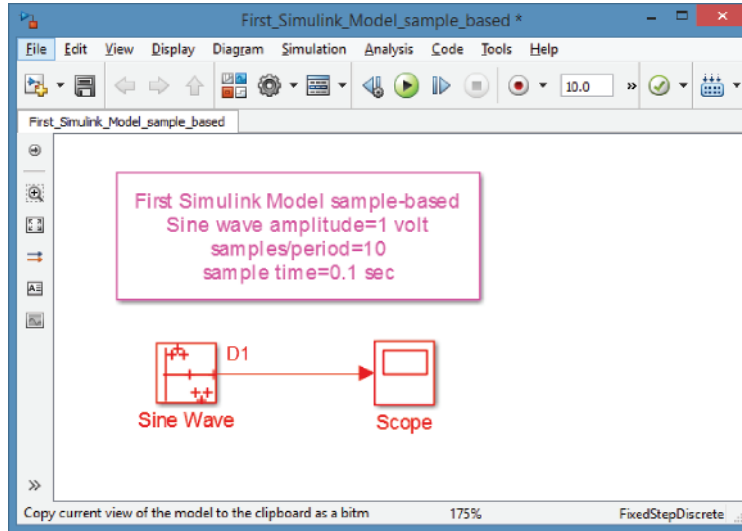 First_Simulink_Model_sample_based *
File Edit View Display Diagram Simulation Analysis Code Tools Help
10.0 »
First_Simulink_Model_sample_based
First Simulink Model sample-based
Sine wave amplitude=1 volt
samples/period=10
sample time=0.1 sec
D1
Sine Wave
Scope
»
Copy current view of the model to the clipboard as a bitm 175% FixedStepDiscrete